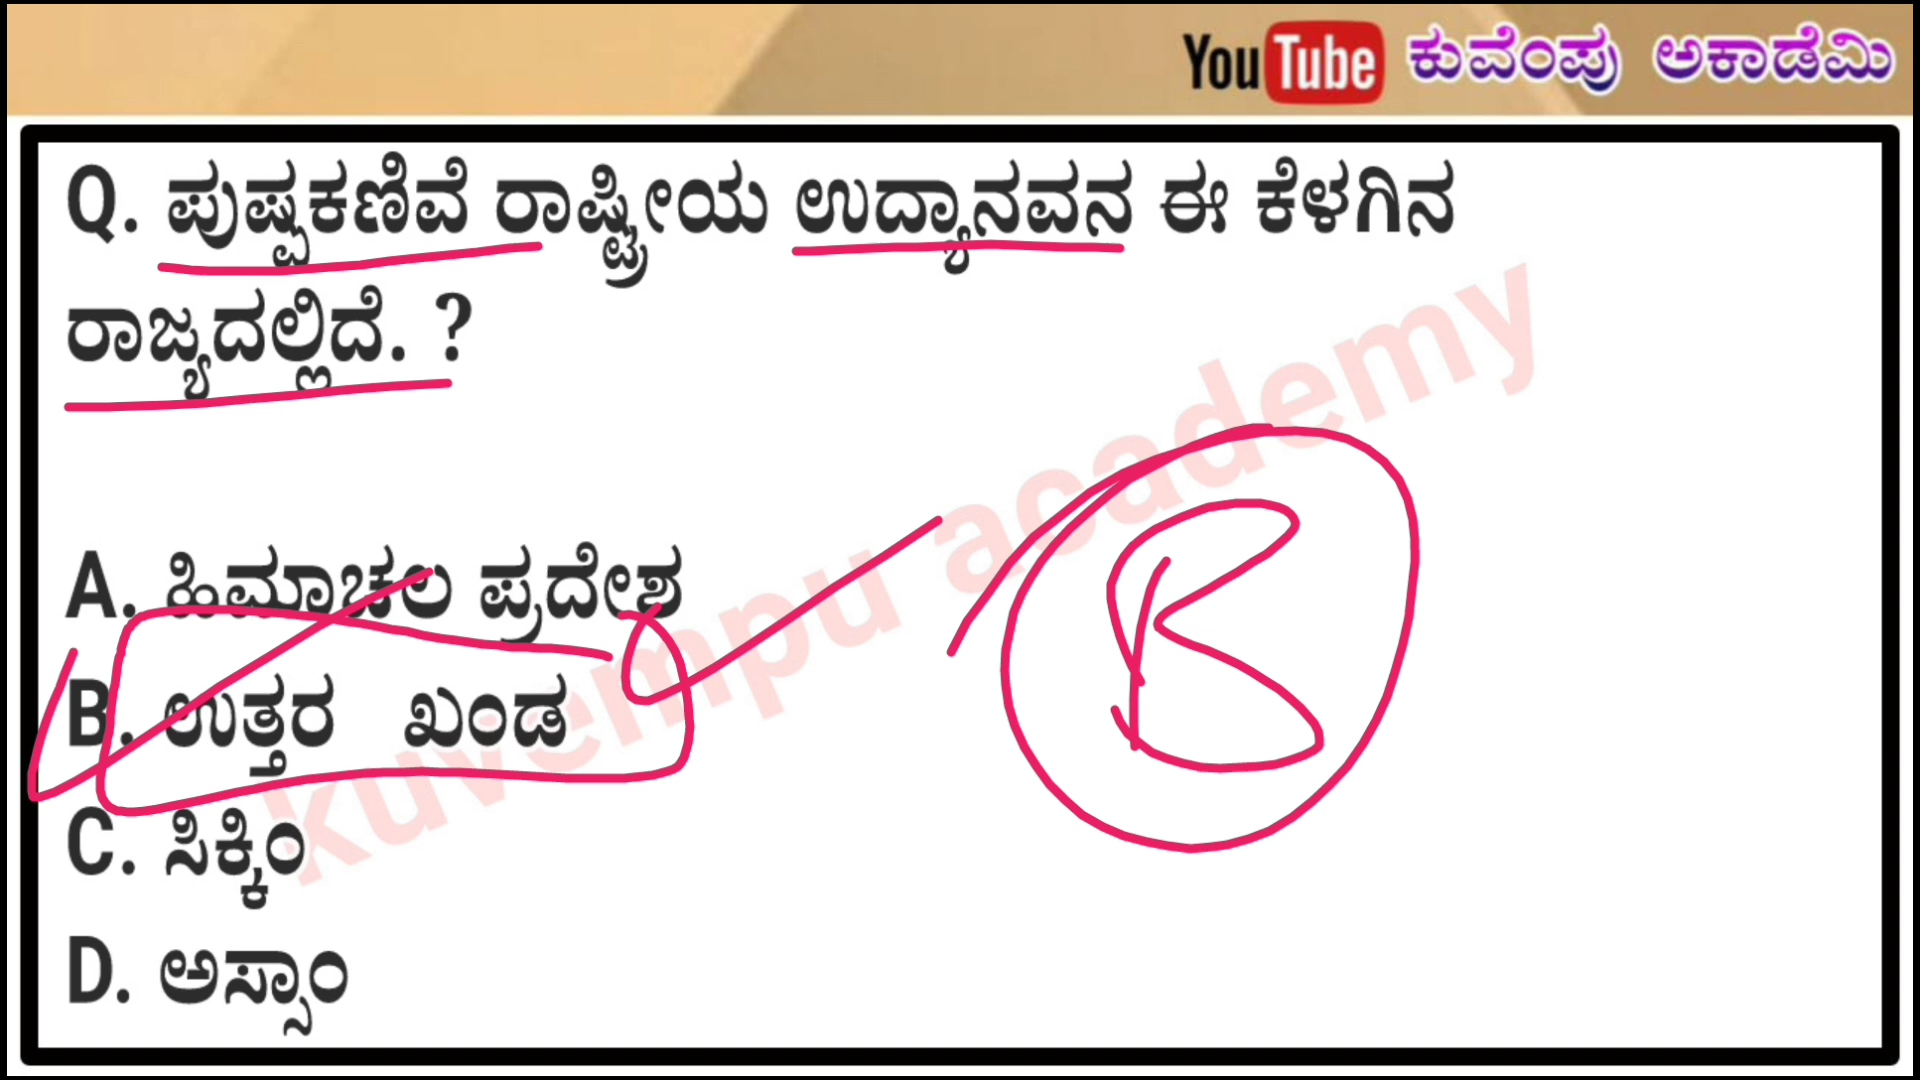 YouTube ಕುವೆಂಪು ಅಕಾಡೆಮಿ
Q. ಪುಷ್ಪಕಣಿವೆ ರಾಷ್ಟ್ರೀಯ ಉದ್ಯಾನವನ ಈ ಕೆಳಗಿನ
ರಾಜ್ಯದಲ್ಲಿದೆ. ?
kuvempu academy
A. ಹಿಮಾಚಲ ಪ್ರದೇಶ
B. ಉತ್ತರ ಖಂಡ
B
C. ಸಿಕ್ಕಿಂ
D. ಅಸ್ಸಾಂ